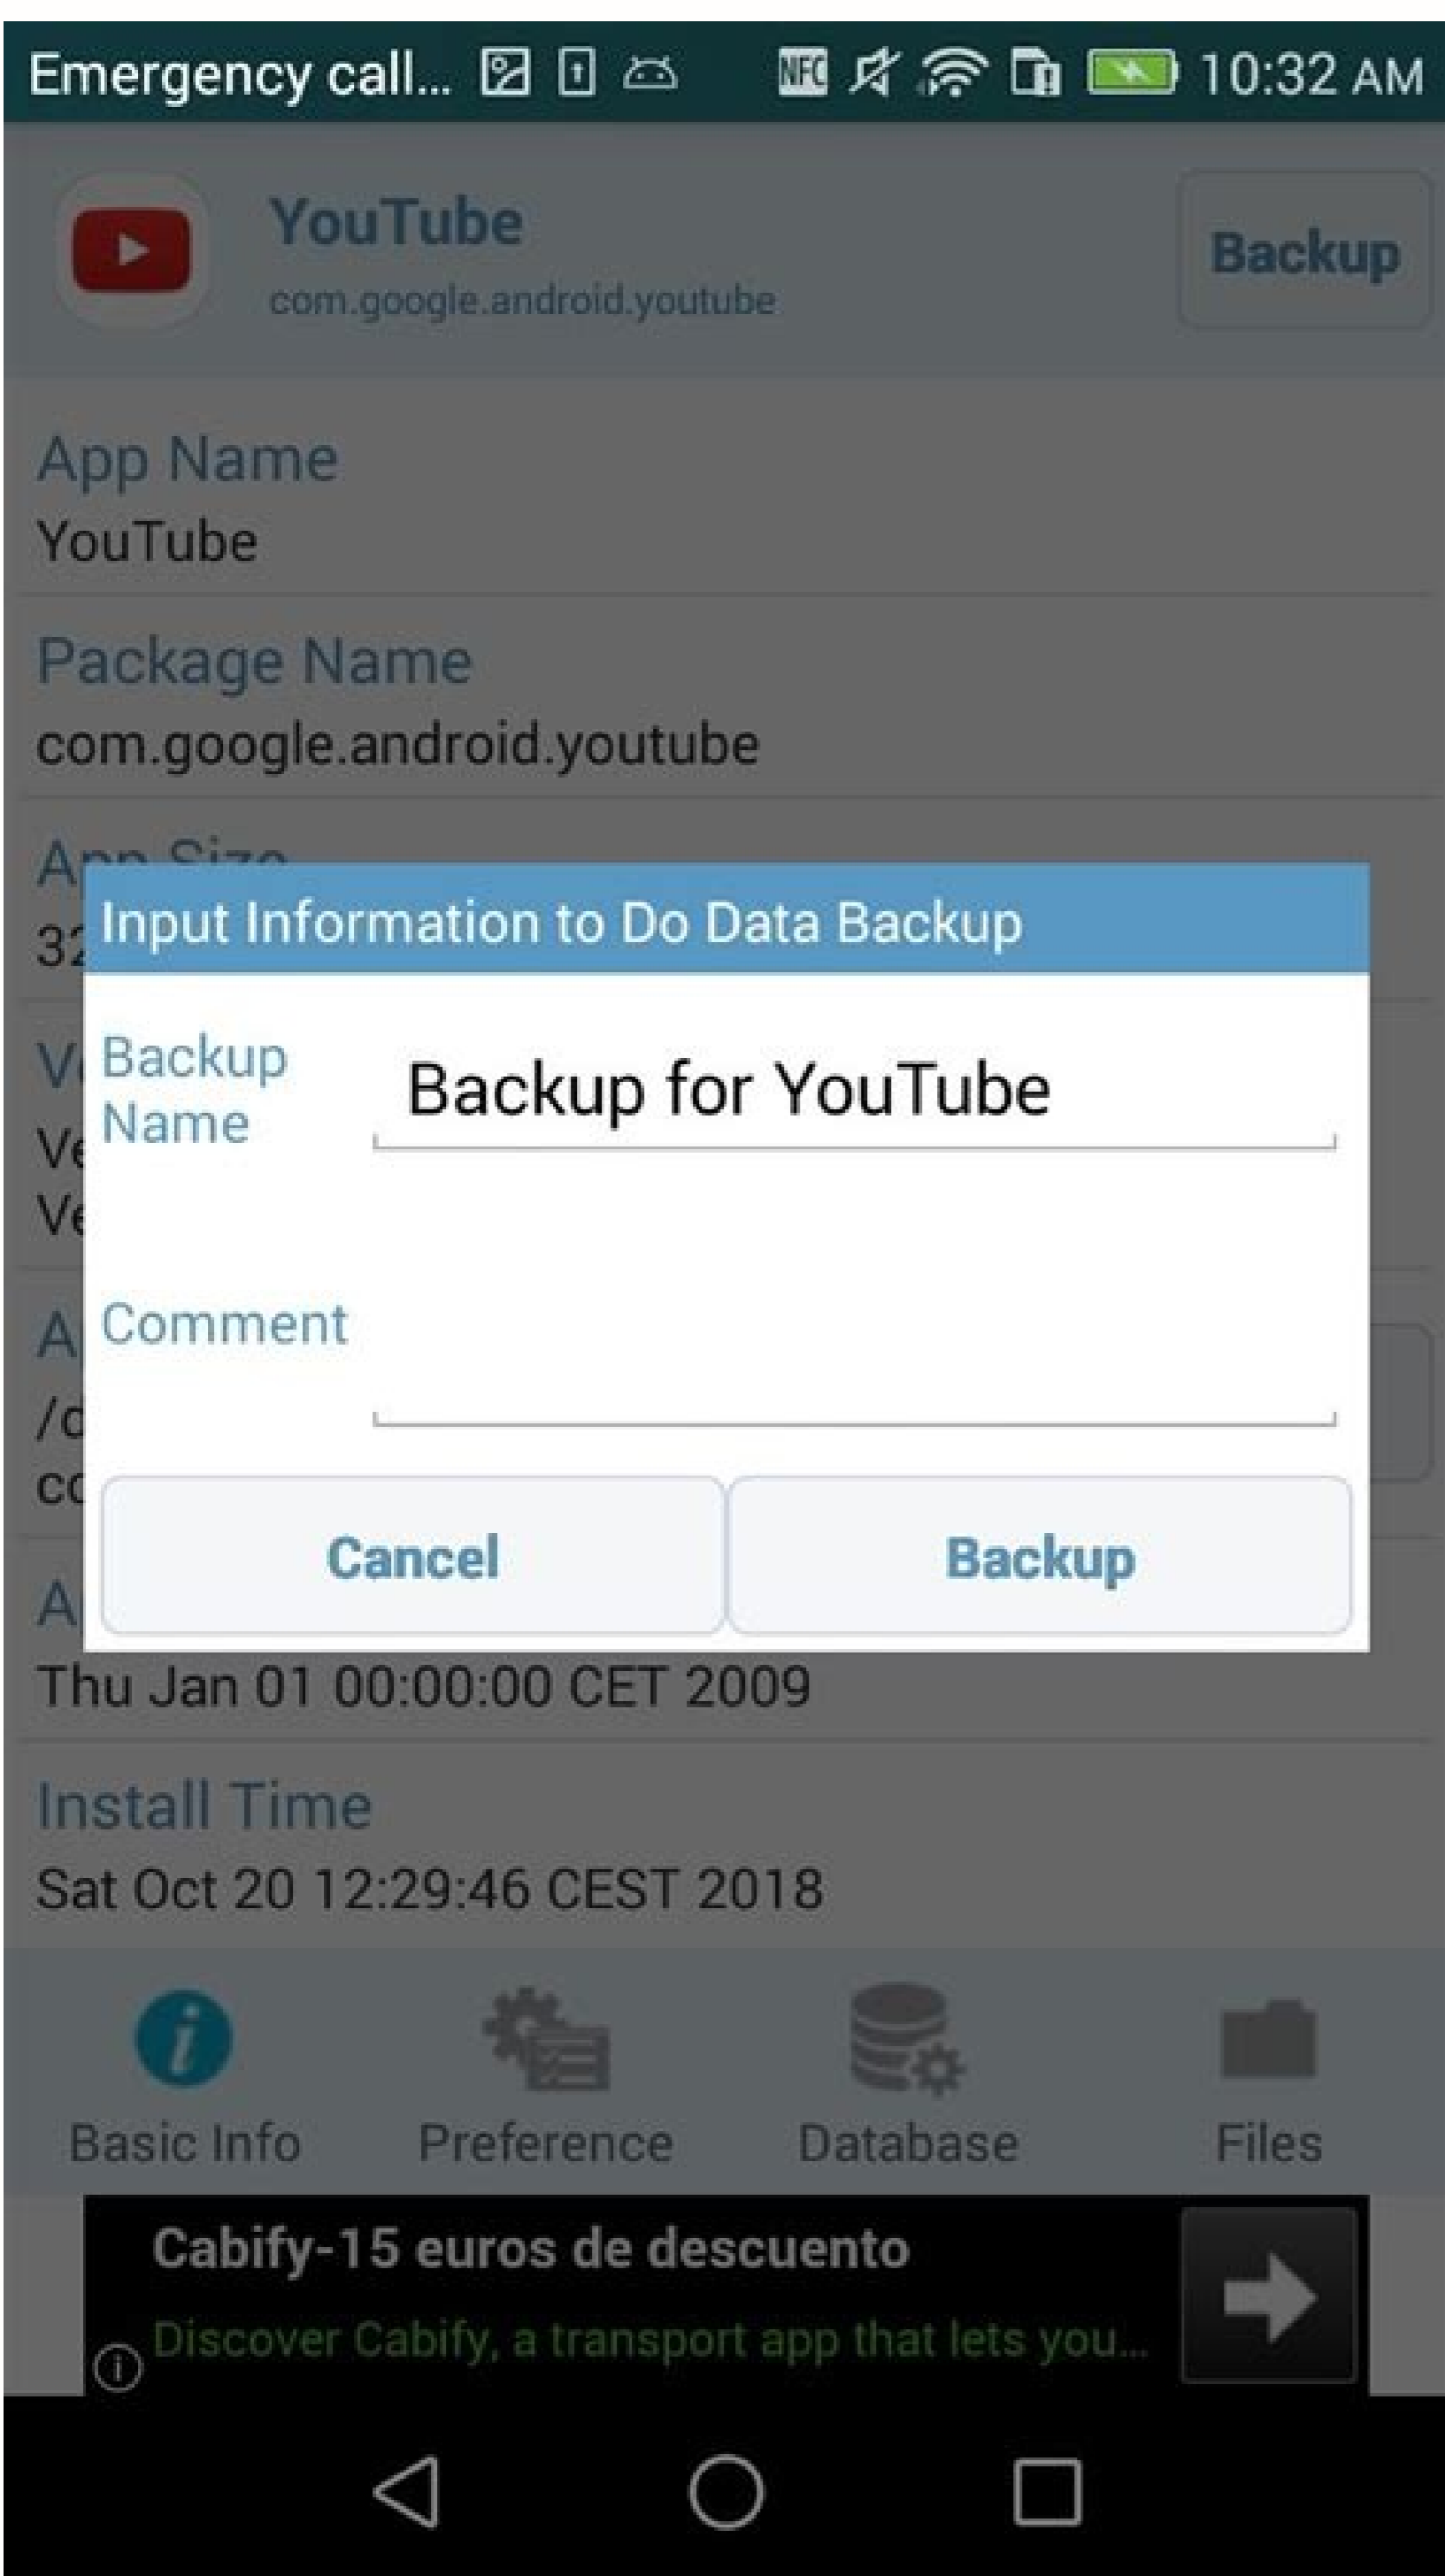 Emergency call... NFC 10:32 AM
YouTube
com.google.android.youtube
Backup
App Name
YouTube
Package Name
com.google.android.youtube
App Size
Input Information to Do Data Backup
Backup
Name
Backup for YouTube
Comment
Cancel Backup
Thu Jan 01 00:00:00 CET 2009
Install Time
Sat Oct 20 12:29:46 CEST 2018
Basic Info Preference Database Files
Cabify-15 euros de descuento
Discover Cabify, a transport app that lets you...